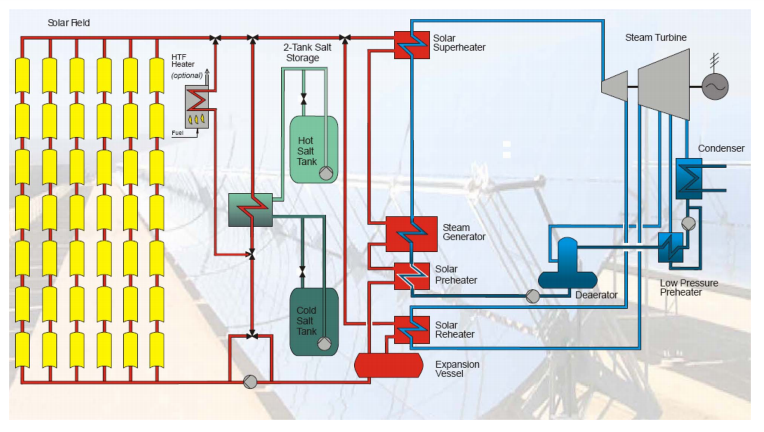 Solar Field
HTF
Heater
(optional)
Fuel
2-Tank Salt
Storage
Hot
Salt
Tank
Cold
Salt
Tank
Solar
Superheater
Steam
Generator
Solar
Preheater
Solar
Reheater
Expansion
Vessel
Steam Turbine
Condenser
Low Pressure
Preheater
Deaerator